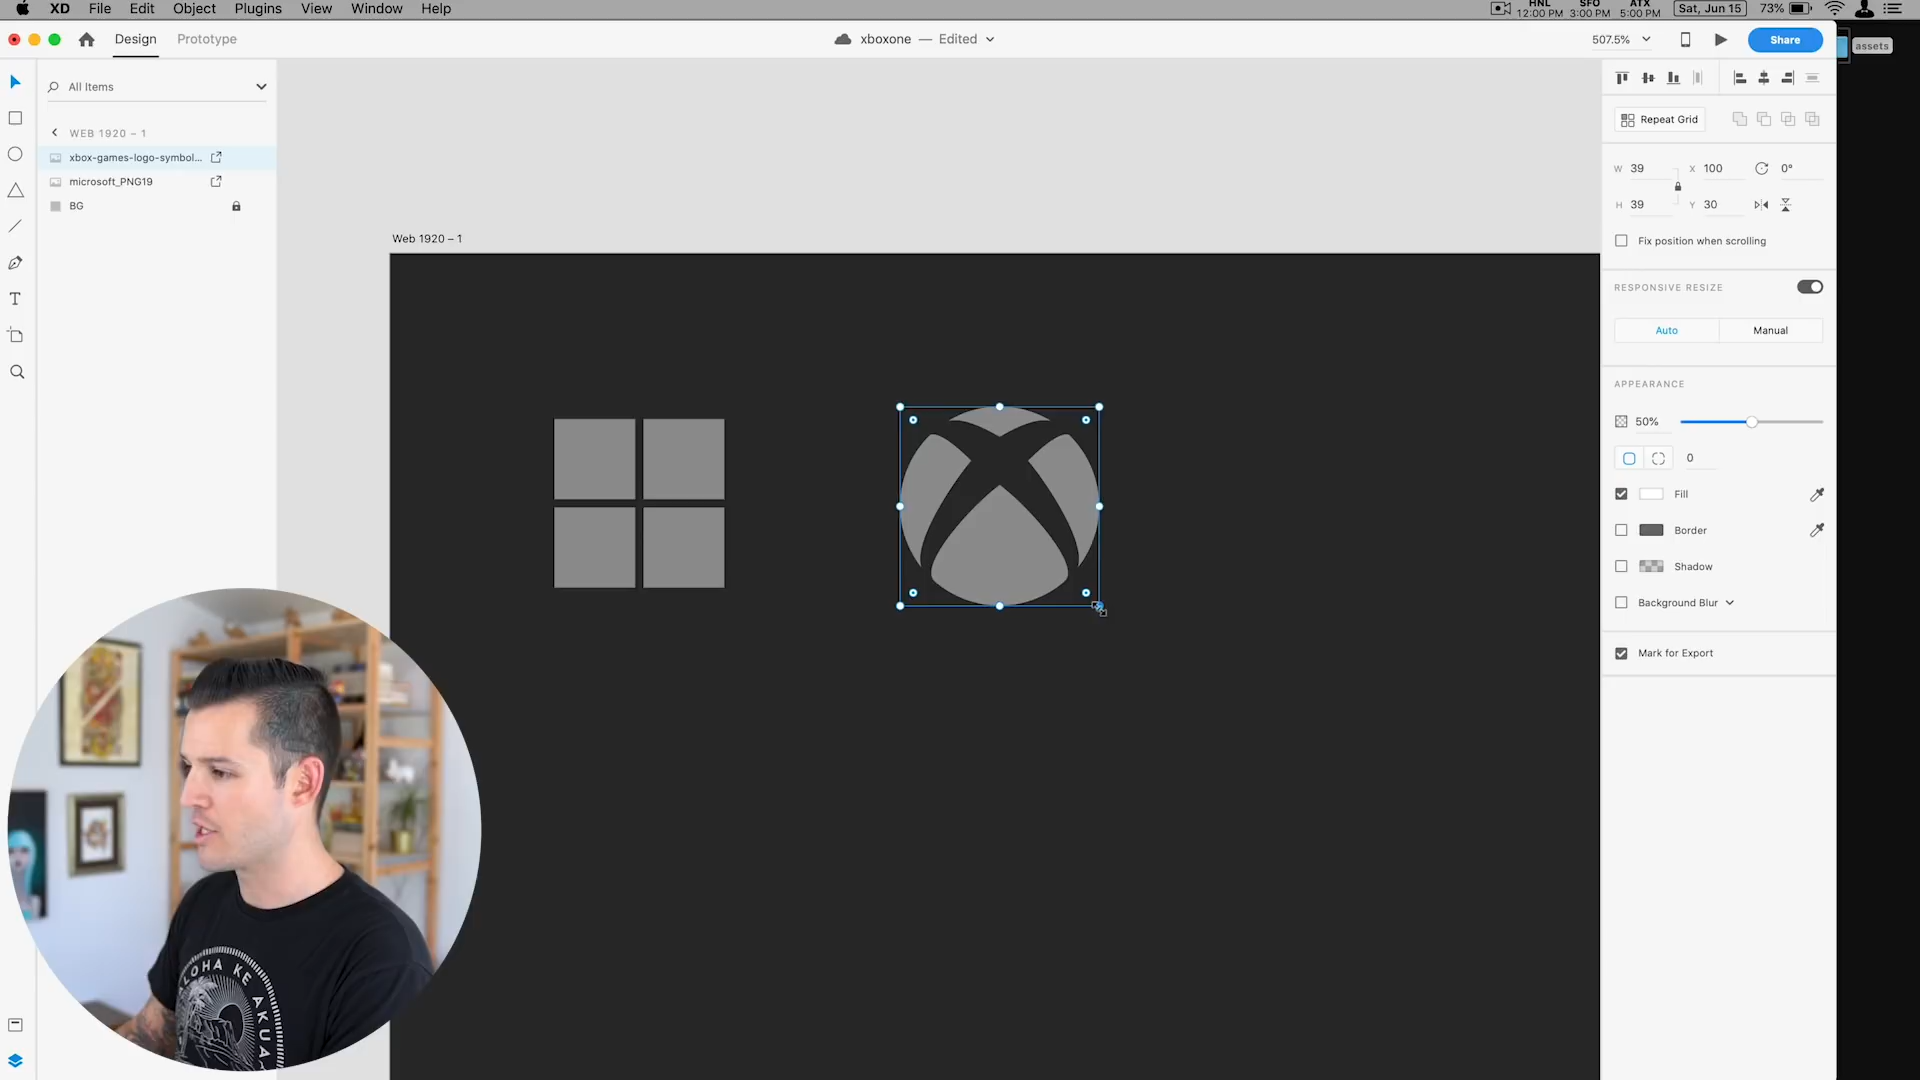 XD File Edit Object Plugins View Window Help
HNL 12:00 PM SFO 3:00 PM ATX 5:00 PM Sat, Jun 15 73%
Design Prototype
xboxone — Edited
507.5%
Share
assets
All Items
WEB 1920 – 1
xbox-games-logo-symbol...
microsoft_PNG19
BG
Web 1920 – 1
Repeat Grid
W 39 X 100 0°
H 39 Y 30
Fix position when scrolling
RESPONSIVE RESIZE
Auto Manual
APPEARANCE
50%
0
Fill
Border
Shadow
Background Blur
Mark for Export
ALOHA KE AKUA